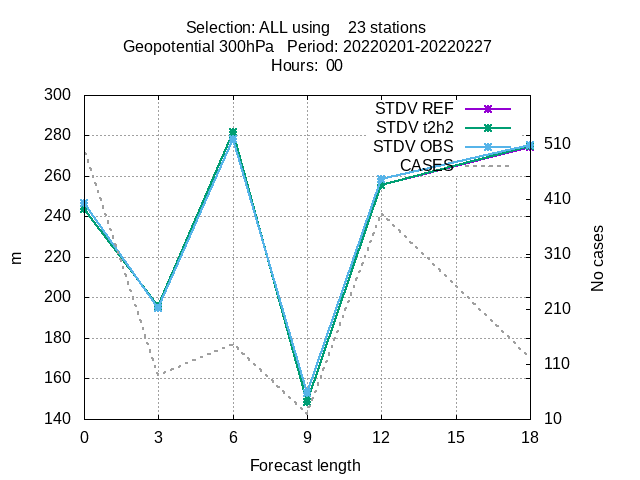 Selection: ALL using    23 stations
Geopotential 300hPa   Period: 20220201-20220227
Hours:  00
STDV REF
STDV t2h2
STDV OBS
CASES
300
280
260
240
220
200
180
160
140
m
510
410
310
210
110
10
No cases
0 3 6 9 12 15 18
Forecast length